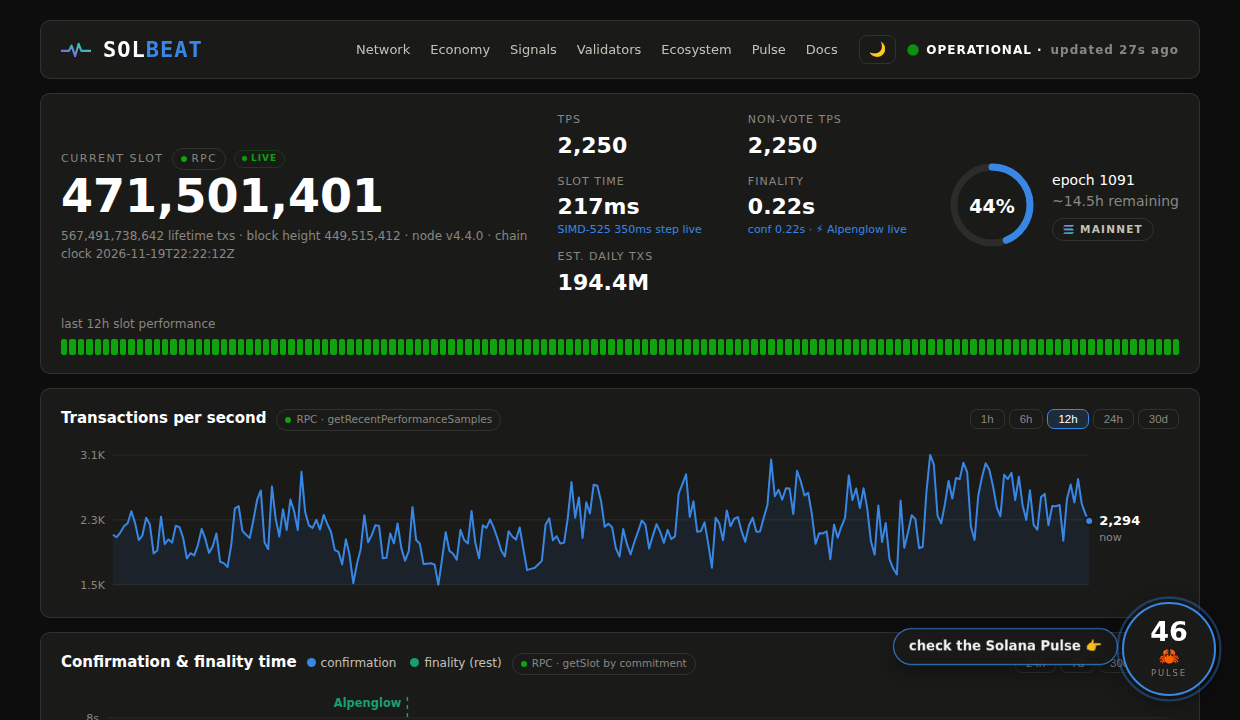 SOLBEAT
Network Economy Signals Validators Ecosystem Pulse Docs
OPERATIONAL · updated 27s ago
CURRENT SLOT RPC LIVE
471,501,401
567,491,738,642 lifetime txs · block height 449,515,412 · node v4.4.0 · chain
clock 2026-11-19T22:22:12Z
TPS
2,250
NON-VOTE TPS
2,250
SLOT TIME
217ms
SIMD-525 350ms step live
FINALITY
0.22s
conf 0.22s · ⚡ Alpenglow live
EST. DAILY TXS
194.4M
44%
epoch 1091
~14.5h remaining
MAINNET
last 12h slot performance
Transactions per second RPC · getRecentPerformanceSamples
1h 6h 12h 24h 30d
3.1K
2.3K
1.5K
2,294
now
Confirmation & finality time confirmation finality (rest) RPC · getSlot by commitment
check the Solana Pulse 👉
46
🦀
PULSE
Alpenglow
8s